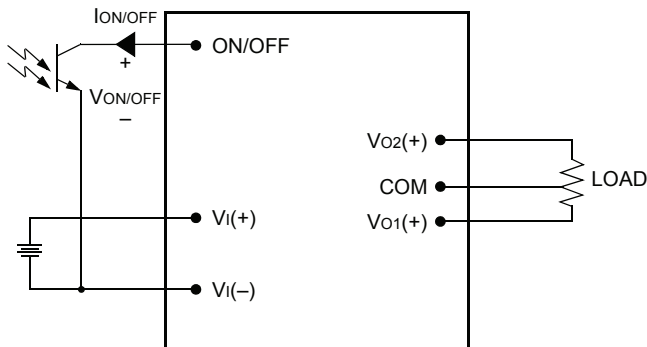 ION/OFF
ON/OFF
+
VON/OFF
–
VO2(+)
COM
LOAD
VI(+)
VO1(+)
VI(–)